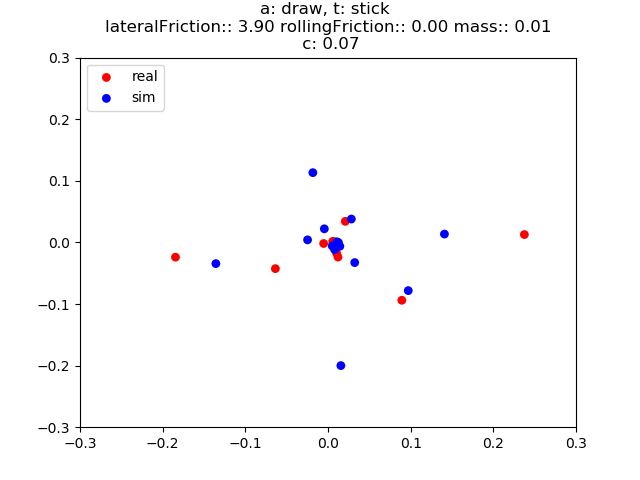 a: draw, t: stick
lateralFriction:: 3.90 rollingFriction:: 0.00 mass:: 0.01
c: 0.07
real
sim
0.3
0.2
0.1
0.0
−0.1
−0.2
−0.3
−0.3 −0.2 −0.1 0.0 0.1 0.2 0.3